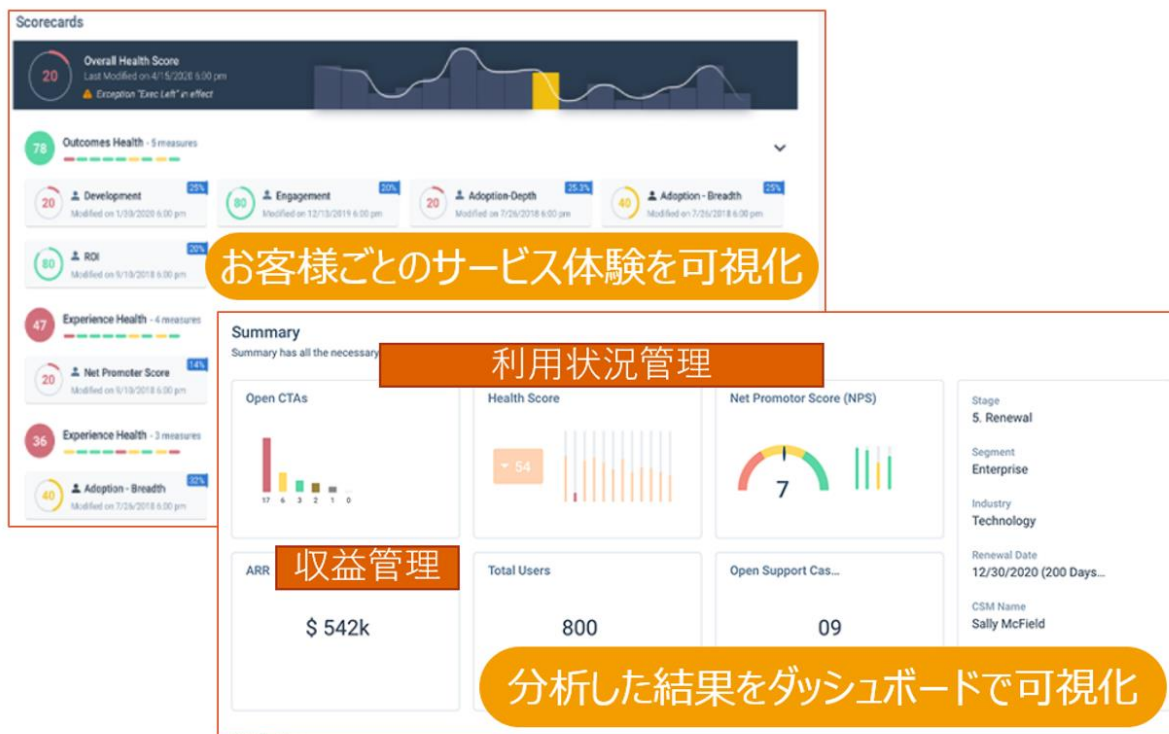 Scorecards
20
Overall Health Score
Last Modified on 4/15/2020 6:00 pm
Exception "Exec Left" in effect
78
Outcomes Health - 5 measures
20
Development
25%
Modified on 1/30/2020 6:00 pm
80
Engagement
20%
Modified on 12/13/2019 6:00 pm
20
Adoption-Depth
25.3%
Modified on 7/26/2018 6:00 pm
40
Adoption - Breadth
25%
Modified on 7/26/2018 6:00 pm
80
ROI
20%
Modified on 9/10/2018 6:00 pm
お客様ごとのサービス体験を可視化
47
Experience Health - 4 measures
20
Net Promoter Score
14%
Modified on 9/13/2018 6:00 pm
36
Experience Health - 3 measures
40
Adoption - Breadth
32%
Modified on 7/26/2018 6:00 pm
Summary
Summary has all the necessary
利用状況管理
Open CTAs
17 6 3 2 1 0
Health Score
54
Net Promotor Score (NPS)
7
Stage
5. Renewal
Segment
Enterprise
Industry
Technology
Renewal Date
12/30/2020 (200 Days...
CSM Name
Sally McField
ARR
収益管理
$ 542k
Total Users
800
Open Support Cas...
09
分析した結果をダッシュボードで可視化